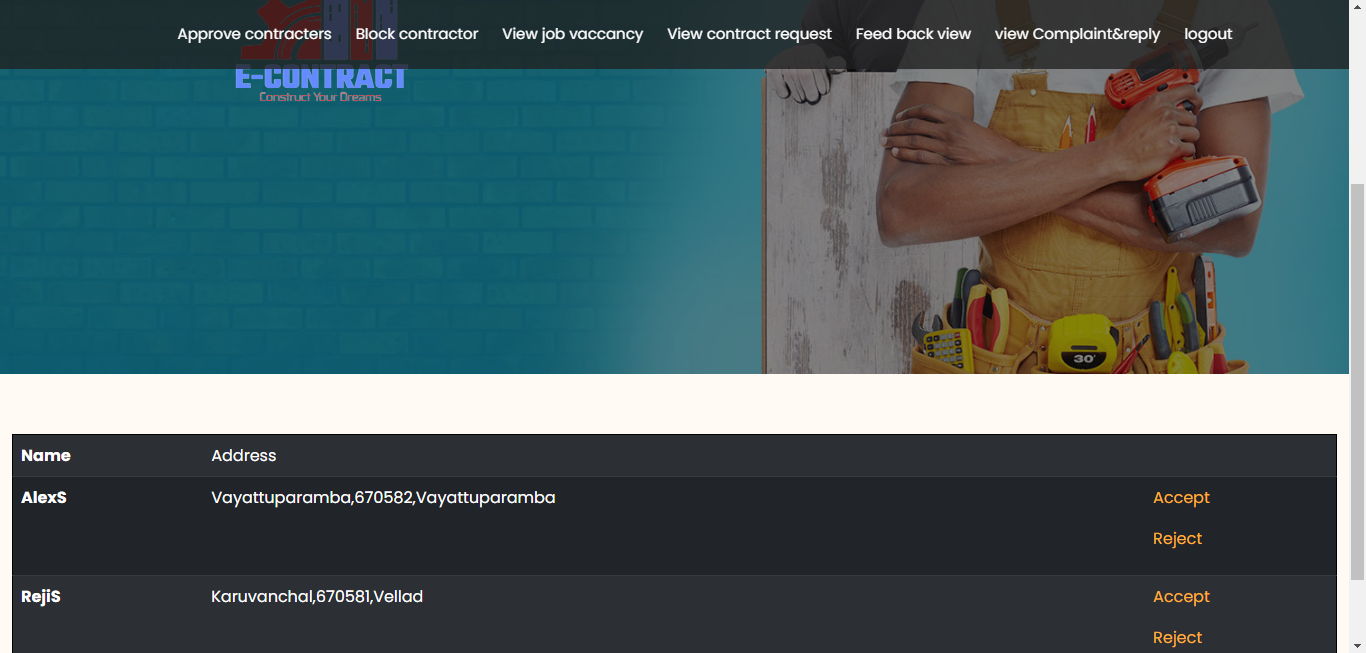 Approve contracters Block contractor View job vaccancy View contract request Feed back view view Complaint&reply logout
E-CONTRACT
Construct Your Dreams
30'
Name Address
AlexS Vayattuparamba,670582,Vayattuparamba Accept
Reject
RejiS Karuvanchal,670581,Vellad Accept
Reject